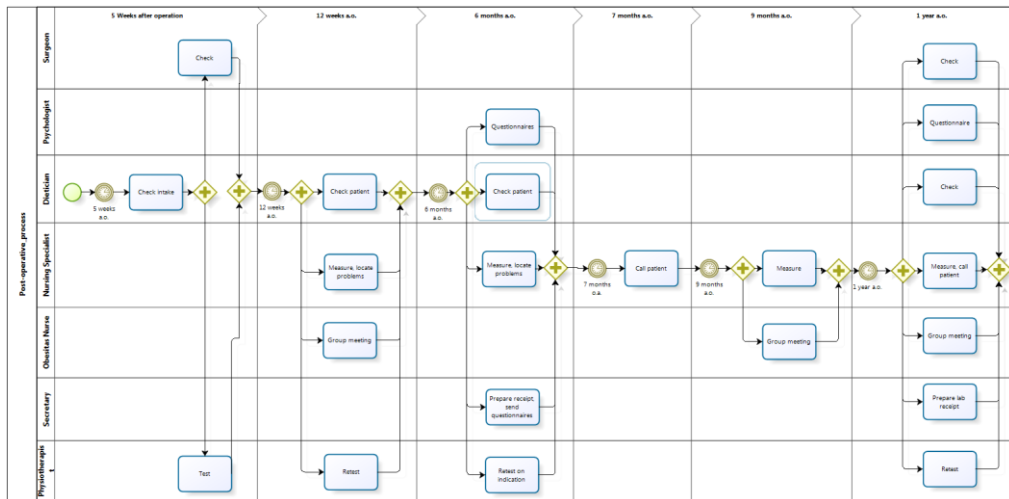 5 Weeks after operation
12 weeks a.o.
6 months a.o.
7 months a.o.
9 months a.o.
1 year a.o.
Post-operative_process
Surgeon
Check
Check
Psychologist
Questionnaires
Questionnaire
Dietician
5 weeks
a.o.
Check intake
12 weeks
a.o.
Check patient
6 months
a.o.
Check patient
Check
Nursing Specialist
Measure, locate
problems
Measure, locate
problems
7 months
o.a.
Call patient
9 months
a.o.
Measure
1 year a.o.
Measure, call
patient
Obesitas Nurse
Group meeting
Group meeting
Group meeting
Secretary
Prepare receipt,
send
questionnaires
Prepare lab
receipt
Physiotherapis
t
Test
Retest
Retest on
indication
Retest